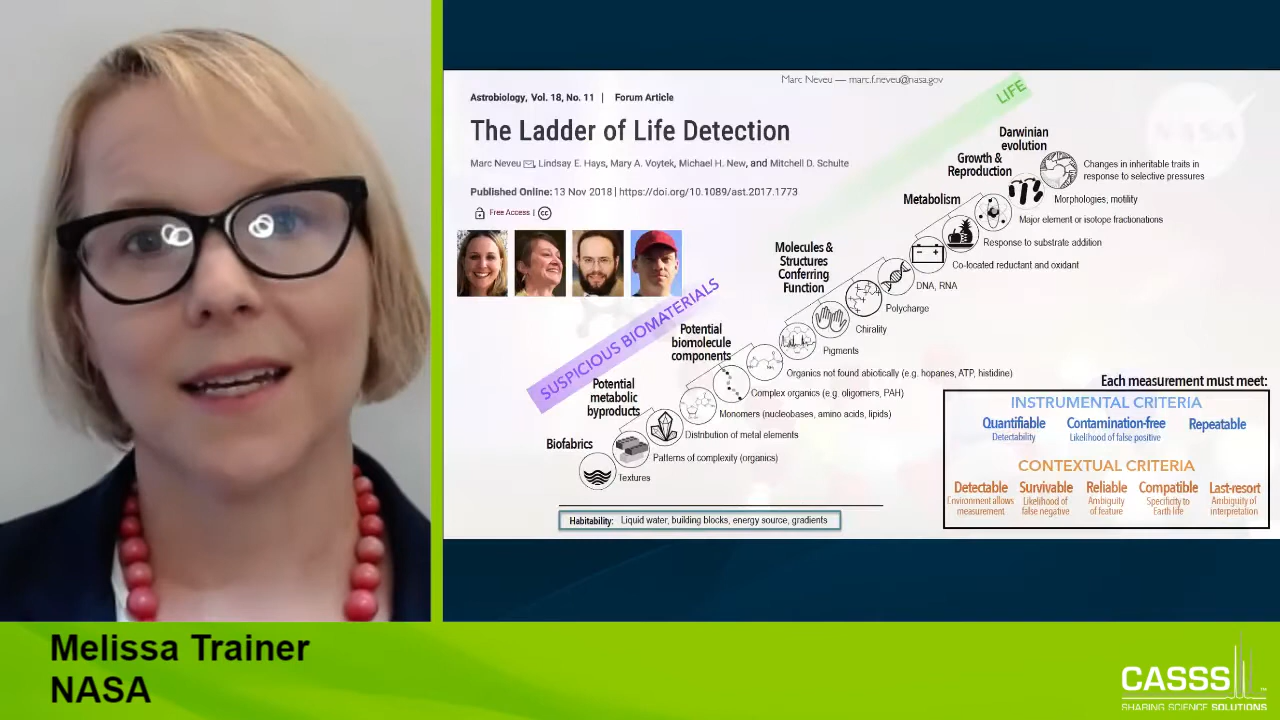 Marc Neveu — marc.f.neveu@nasa.gov
Astrobiology, Vol. 18, No. 11 | Forum Article
The Ladder of Life Detection
Marc Neveu, Lindsay E. Hays, Mary A. Voytek, Michael H. New, and Mitchell D. Schulte
Published Online: 13 Nov 2018 | https://doi.org/10.1089/ast.2017.1773
Free Access | cc
LIFE
Darwinian
evolution
Changes in inheritable traits in
response to selective pressures
Growth &
Reproduction
Morphologies, motility
Metabolism
Major element or isotope fractionations
Response to substrate addition
Co-located reductant and oxidant
Molecules &
Structures
Conferring
Function
DNA, RNA
Polycharge
Chirality
Pigments
SUSPICIOUS BIOMATERIALS
Potential
biomolecule
components
Organics not found abiotically (e.g. hopanes, ATP, histidine)
Complex organics (e.g. oligomers, PAH)
Monomers (nucleobases, amino acids, lipids)
Potential
metabolic
byproducts
Distribution of metal elements
Biofabrics
Patterns of complexity (organics)
Textures
Habitability: Liquid water, building blocks, energy source, gradients
Each measurement must meet:
INSTRUMENTAL CRITERIA
Quantifiable Contamination-free Repeatable
Detectability Likelihood of false positive
CONTEXTUAL CRITERIA
Detectable Survivable Reliable Compatible Last-resort
Environment allows Likelihood of Ambiguity Specificity to Ambiguity of
measurement false negative of feature Earth life interpretation
NASA
Melissa Trainer
NASA
CASSS
SHARING SCIENCE SOLUTIONS